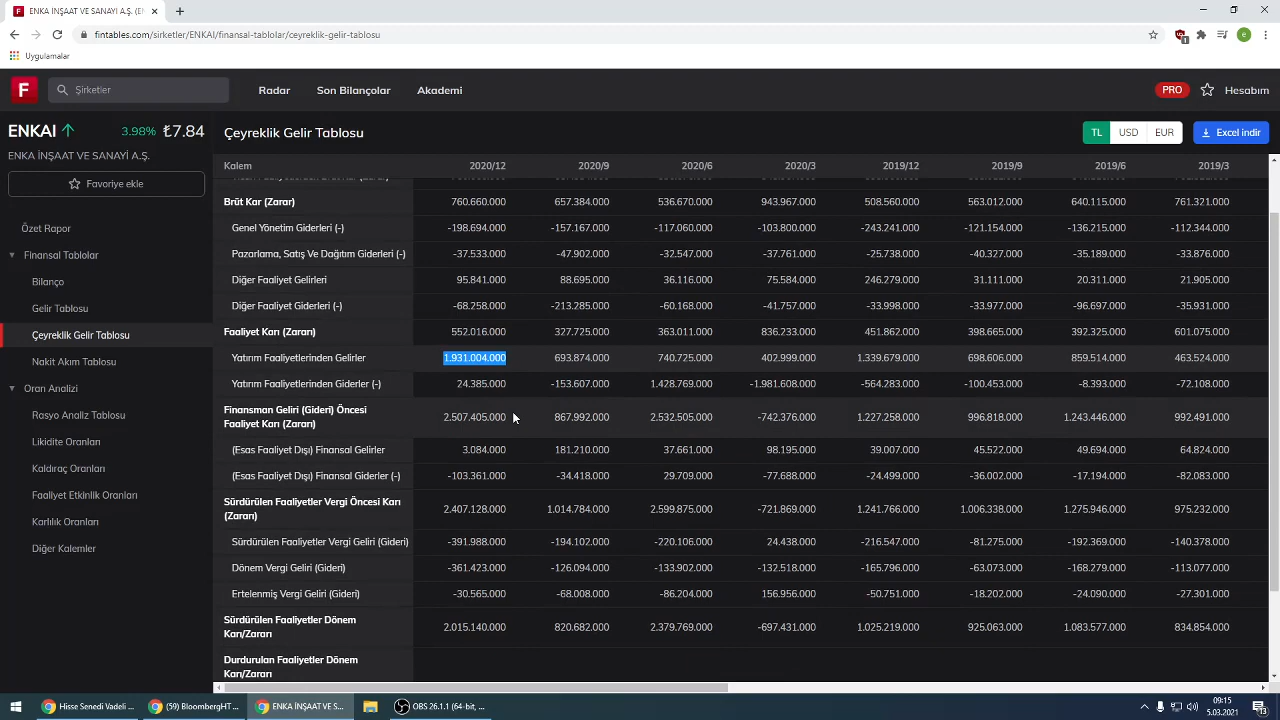 ENKA İNŞAAT VE SANAYİ A.Ş. (EN
fintables.com/sirketler/ENKAI/finansal-tablolar/ceyreklik-gelir-tablosu
1
e
Uygulamalar
F
Şirketler
Radar
Son Bilançolar
Akademi
PRO
Hesabım
ENKAI
3.98%
₺7.84
ENKA İNŞAAT VE SANAYİ A.Ş.
Favoriye ekle
Özet Rapor
Finansal Tablolar
Bilanço
Gelir Tablosu
Çeyreklik Gelir Tablosu
Nakit Akım Tablosu
Oran Analizi
Rasyo Analiz Tablosu
Likidite Oranları
Kaldıraç Oranları
Faaliyet Etkinlik Oranları
Karlılık Oranları
Diğer Kalemler
Çeyreklik Gelir Tablosu
TL USD EUR
Excel indir
Kalem 2020/12 2020/9 2020/6 2020/3 2019/12 2019/9 2019/6 2019/3
Brüt Kar (Zarar) 760.660.000 657.384.000 536.670.000 943.967.000 508.560.000 563.012.000 640.115.000 761.321.000
Genel Yönetim Giderleri (-) -198.694.000 -157.167.000 -117.060.000 -103.800.000 -243.241.000 -121.154.000 -136.215.000 -112.344.000
Pazarlama, Satış Ve Dağıtım Giderleri (-) -37.533.000 -47.902.000 -32.547.000 -37.761.000 -25.738.000 -40.327.000 -35.189.000 -33.876.000
Diğer Faaliyet Gelirleri 95.841.000 88.695.000 36.116.000 75.584.000 246.279.000 31.111.000 20.311.000 21.905.000
Diğer Faaliyet Giderleri (-) -68.258.000 -213.285.000 -60.168.000 -41.757.000 -33.998.000 -33.977.000 -96.697.000 -35.931.000
Faaliyet Karı (Zararı) 552.016.000 327.725.000 363.011.000 836.233.000 451.862.000 398.665.000 392.325.000 601.075.000
Yatırım Faaliyetlerinden Gelirler 1.931.004.000 693.874.000 740.725.000 402.999.000 1.339.679.000 698.606.000 859.514.000 463.524.000
Yatırım Faaliyetlerinden Giderler (-) 24.385.000 -153.607.000 1.428.769.000 -1.981.608.000 -564.283.000 -100.453.000 -8.393.000 -72.108.000
Finansman Geliri (Gideri) Öncesi
Faaliyet Karı (Zararı) 2.507.405.000 867.992.000 2.532.505.000 -742.376.000 1.227.258.000 996.818.000 1.243.446.000 992.491.000
(Esas Faaliyet Dışı) Finansal Gelirler 3.084.000 181.210.000 37.661.000 98.195.000 39.007.000 45.522.000 49.694.000 64.824.000
(Esas Faaliyet Dışı) Finansal Giderler (-) -103.361.000 -34.418.000 29.709.000 -77.688.000 -24.499.000 -36.002.000 -17.194.000 -82.083.000
Sürdürülen Faaliyetler Vergi Öncesi Karı
(Zararı) 2.407.128.000 1.014.784.000 2.599.875.000 -721.869.000 1.241.766.000 1.006.338.000 1.275.946.000 975.232.000
Sürdürülen Faaliyetler Vergi Geliri (Gideri) -391.988.000 -194.102.000 -220.106.000 24.438.000 -216.547.000 -81.275.000 -192.369.000 -140.378.000
Dönem Vergi Geliri (Gideri) -361.423.000 -126.094.000 -133.902.000 -132.518.000 -165.796.000 -63.073.000 -168.279.000 -113.077.000
Ertelenmiş Vergi Geliri (Gideri) -30.565.000 -68.008.000 -86.204.000 156.956.000 -50.751.000 -18.202.000 -24.090.000 -27.301.000
Sürdürülen Faaliyetler Dönem
Karı/Zararı 2.015.140.000 820.682.000 2.379.769.000 -697.431.000 1.025.219.000 925.063.000 1.083.577.000 834.854.000
Durdurulan Faaliyetler Dönem
Karı/Zararı
Hisse Senedi Vadeli ...
(59) BloombergHT ...
ENKA İNŞAAT VE S...
OBS 26.1.1 (64-bit, ...
09:15
5.03.2021
13